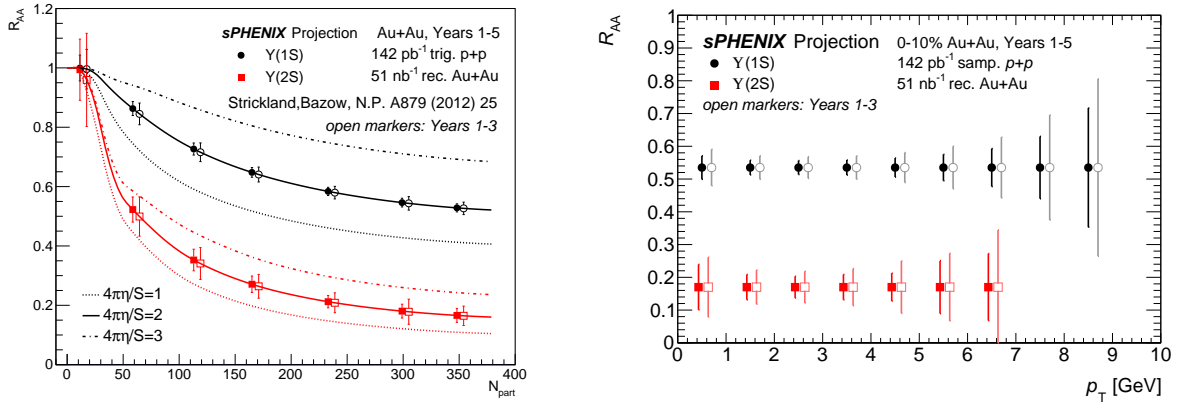 R_AA
sPHENIX Projection
Au+Au, Years 1-5
Υ(1S)
142 pb⁻¹ trig. p+p
Υ(2S)
51 nb⁻¹ rec. Au+Au
Strickland,Bazow, N.P. A879 (2012) 25
open markers: Years 1-3
4πη/S=1
4πη/S=2
4πη/S=3
1.2
1
0.8
0.6
0.4
0.2
0
0 50 100 150 200 250 300 350 400
N_part
R_AA
sPHENIX Projection
0-10% Au+Au, Years 1-5
Υ(1S)
142 pb⁻¹ samp. p+p
Υ(2S)
51 nb⁻¹ rec. Au+Au
open markers: Years 1-3
1
0.9
0.8
0.7
0.6
0.5
0.4
0.3
0.2
0.1
0
0 1 2 3 4 5 6 7 8 9 10
p_T [GeV]